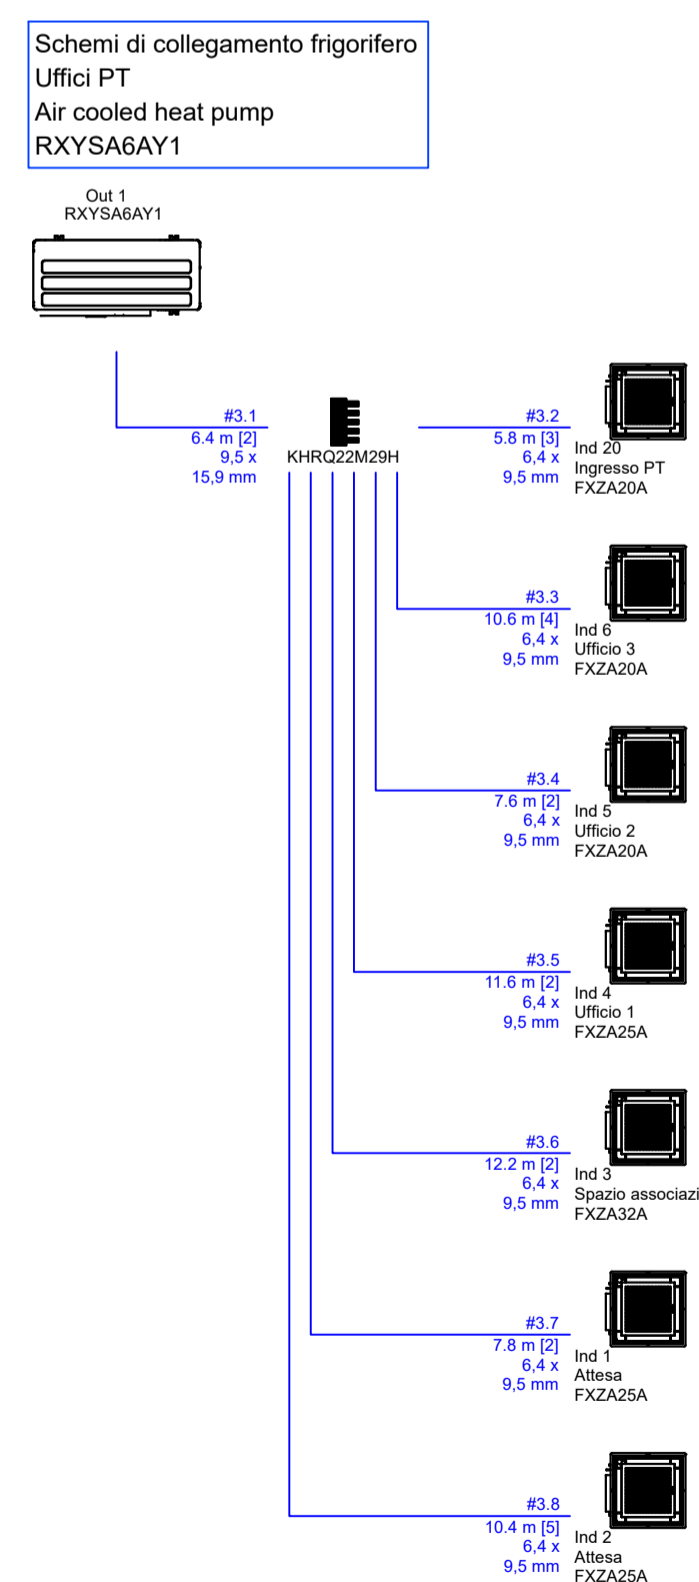 Schemi di collegamento frigorifero
Uffici PT
Air cooled heat pump
RXYSA6AY1
Out 1
RXYSA6AY1
#3.1
6.4 m [2]
9,5 x
15,9 mm
KHRQ22M29H
#3.2
5.8 m [3]
6,4 x
9,5 mm
Ind 20
Ingresso PT
FXZA20A
#3.3
10.6 m [4]
6,4 x
9,5 mm
Ind 6
Ufficio 3
FXZA20A
#3.4
7.6 m [2]
6,4 x
9,5 mm
Ind 5
Ufficio 2
FXZA20A
#3.5
11.6 m [2]
6,4 x
9,5 mm
Ind 4
Ufficio 1
FXZA25A
#3.6
12.2 m [2]
6,4 x
9,5 mm
Ind 3
Spazio associazi
FXZA32A
#3.7
7.8 m [2]
6,4 x
9,5 mm
Ind 1
Attesa
FXZA25A
#3.8
10.4 m [5]
6,4 x
9,5 mm
Ind 2
Attesa
FXZA25A